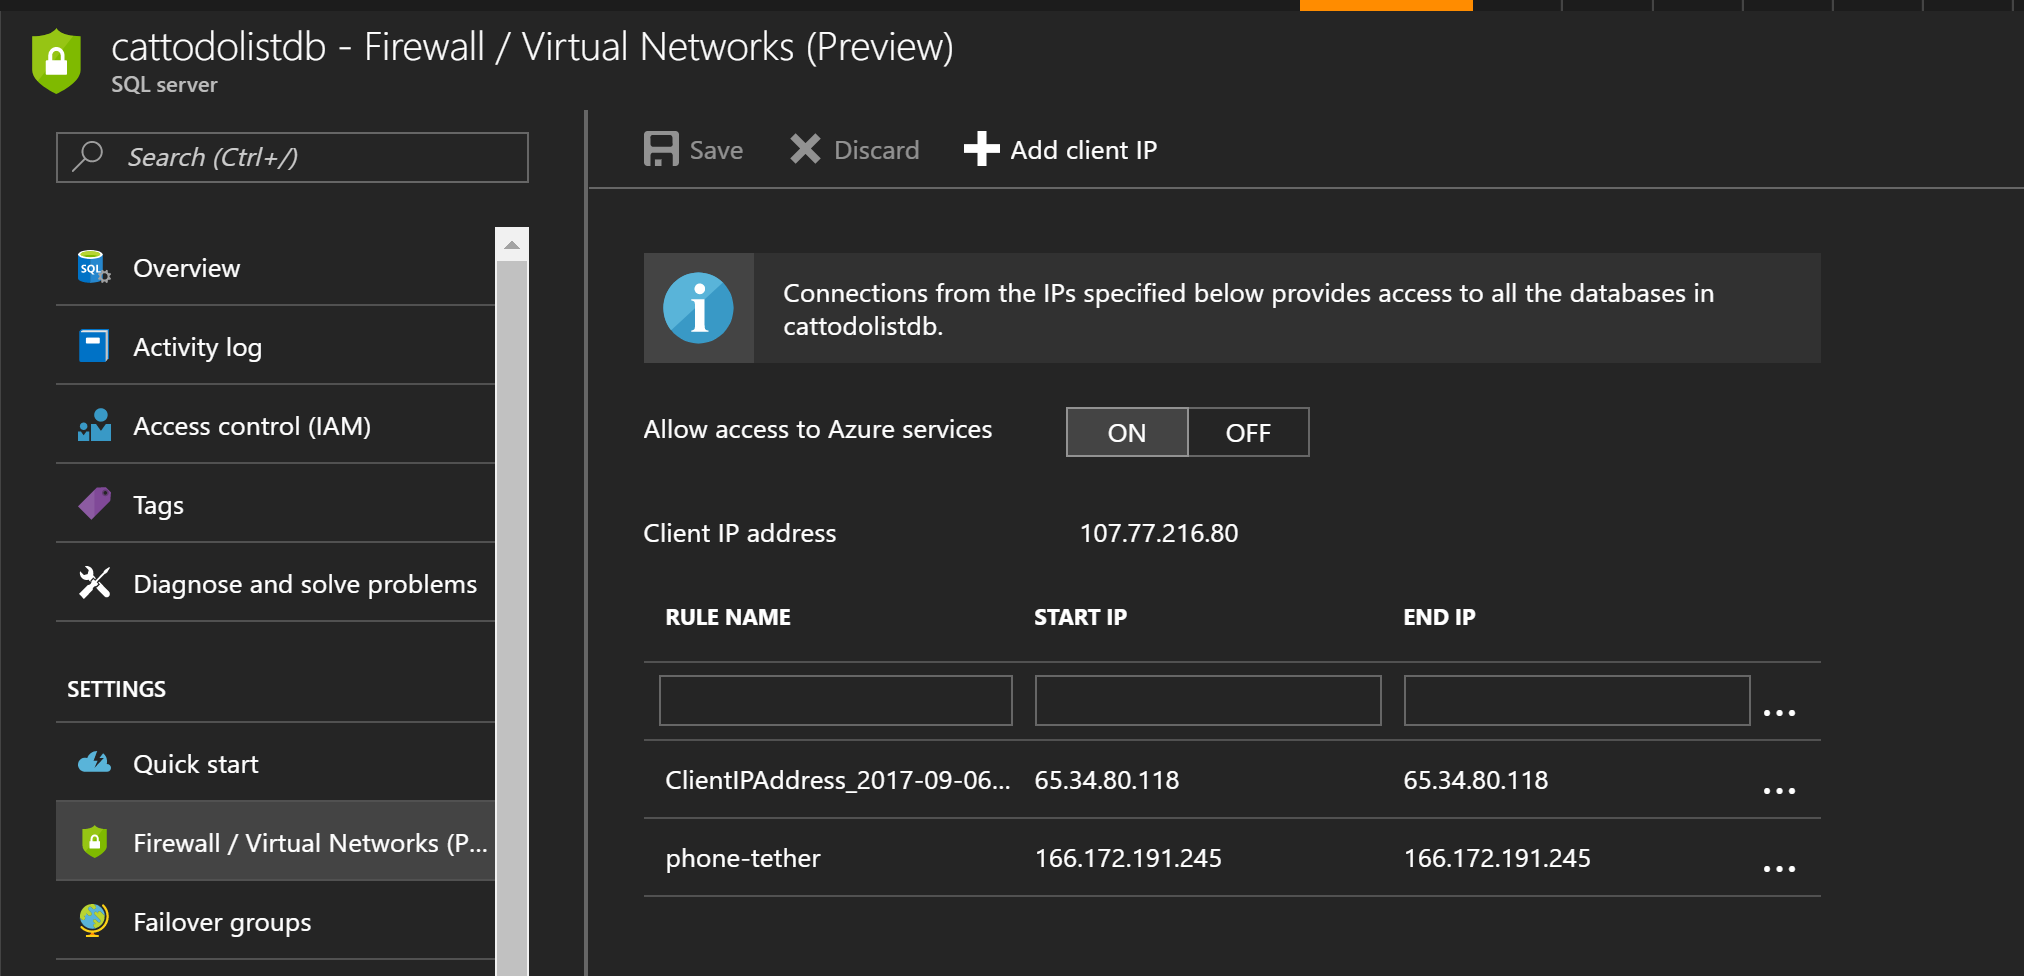 cattodolistdb - Firewall / Virtual Networks (Preview)
SQL server
Search (Ctrl+/)
SQL
Overview
Activity log
Access control (IAM)
Tags
Diagnose and solve problems
SETTINGS
Quick start
Firewall / Virtual Networks (P...
Failover groups
Save Discard Add client IP
Connections from the IPs specified below provides access to all the databases in
cattodolistdb.
Allow access to Azure services ON OFF
Client IP address 107.77.216.80
RULE NAME START IP END IP
...
ClientIPAddress_2017-09-06... 65.34.80.118 65.34.80.118 ...
phone-tether 166.172.191.245 166.172.191.245 ...